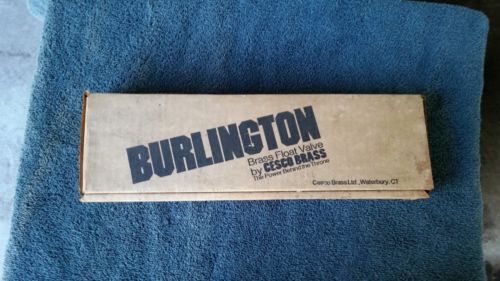 BURLINGTON
Brass Float Valve
by CESCO BRASS
The Power Behind the Throne
Cesco Brass Ltd., Waterbury, CT